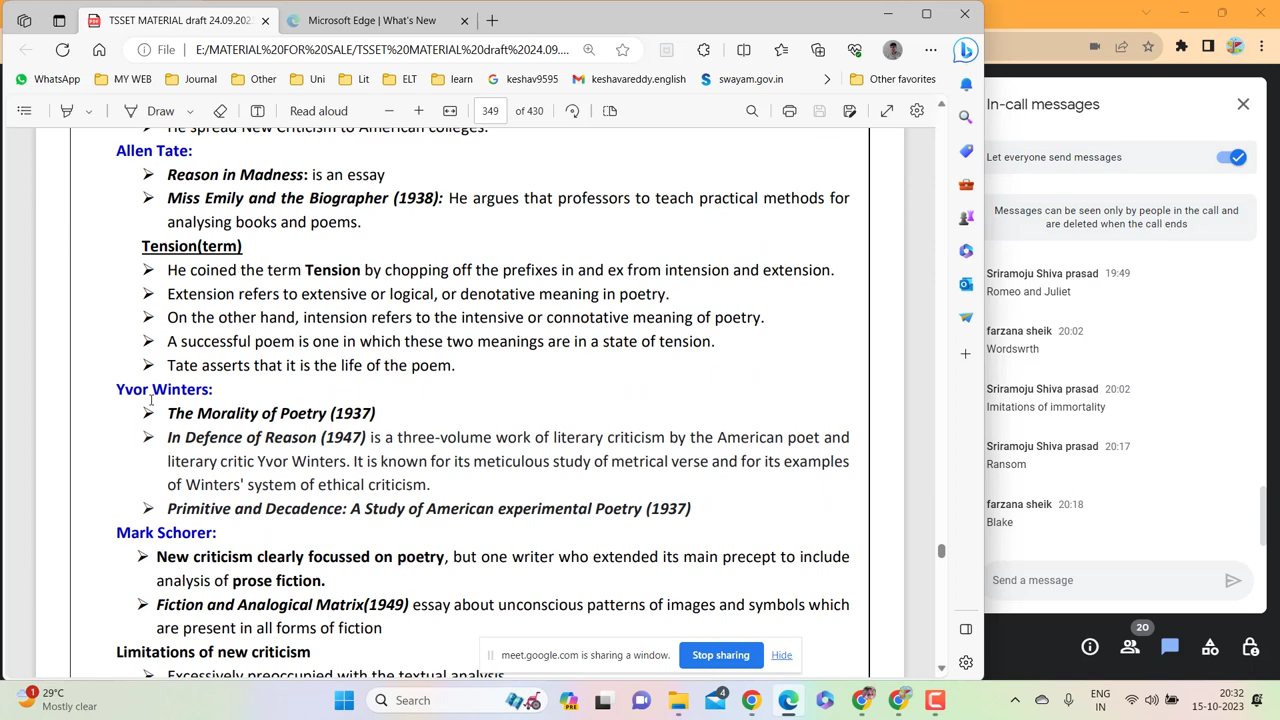 TSSET MATERIAL draft 24.09.202
Microsoft Edge | What's New
File
E:/MATERIAL%20FOR%20SALE/TSSET%20MATERIAL%20draft%2024.09....
WhatsApp
MY WEB
Journal
Other
Uni
Lit
ELT
learn
keshav9595
keshavareddy.english
swayam.gov.in
Other favorites
Draw
Read aloud
349 of 430
He spread New Criticism to American colleges.
Allen Tate:
Reason in Madness: is an essay
Miss Emily and the Biographer (1938): He argues that professors to teach practical methods for
analysing books and poems.
Tension(term)
He coined the term Tension by chopping off the prefixes in and ex from intension and extension.
Extension refers to extensive or logical, or denotative meaning in poetry.
On the other hand, intension refers to the intensive or connotative meaning of poetry.
A successful poem is one in which these two meanings are in a state of tension.
Tate asserts that it is the life of the poem.
Yvor Winters:
The Morality of Poetry (1937)
In Defence of Reason (1947) is a three-volume work of literary criticism by the American poet and
literary critic Yvor Winters. It is known for its meticulous study of metrical verse and for its examples
of Winters' system of ethical criticism.
Primitive and Decadence: A Study of American experimental Poetry (1937)
Mark Schorer:
New criticism clearly focussed on poetry, but one writer who extended its main precept to include
analysis of prose fiction.
Fiction and Analogical Matrix(1949) essay about unconscious patterns of images and symbols which
are present in all forms of fiction
Limitations of new criticism
Excessively preoccupied with the textual analysis
meet.google.com is sharing a window.
Stop sharing
Hide
In-call messages
Let everyone send messages
Messages can be seen only by people in the call and
are deleted when the call ends
Sriramoju Shiva prasad 19:49
Romeo and Juliet
farzana sheik 20:02
Wordswrth
Sriramoju Shiva prasad 20:02
Imitations of immortality
Sriramoju Shiva prasad 20:17
Ransom
farzana sheik 20:18
Blake
Send a message
20
1
29°C
Mostly clear
Search
PRE
4
ENG
IN
20:32
15-10-2023